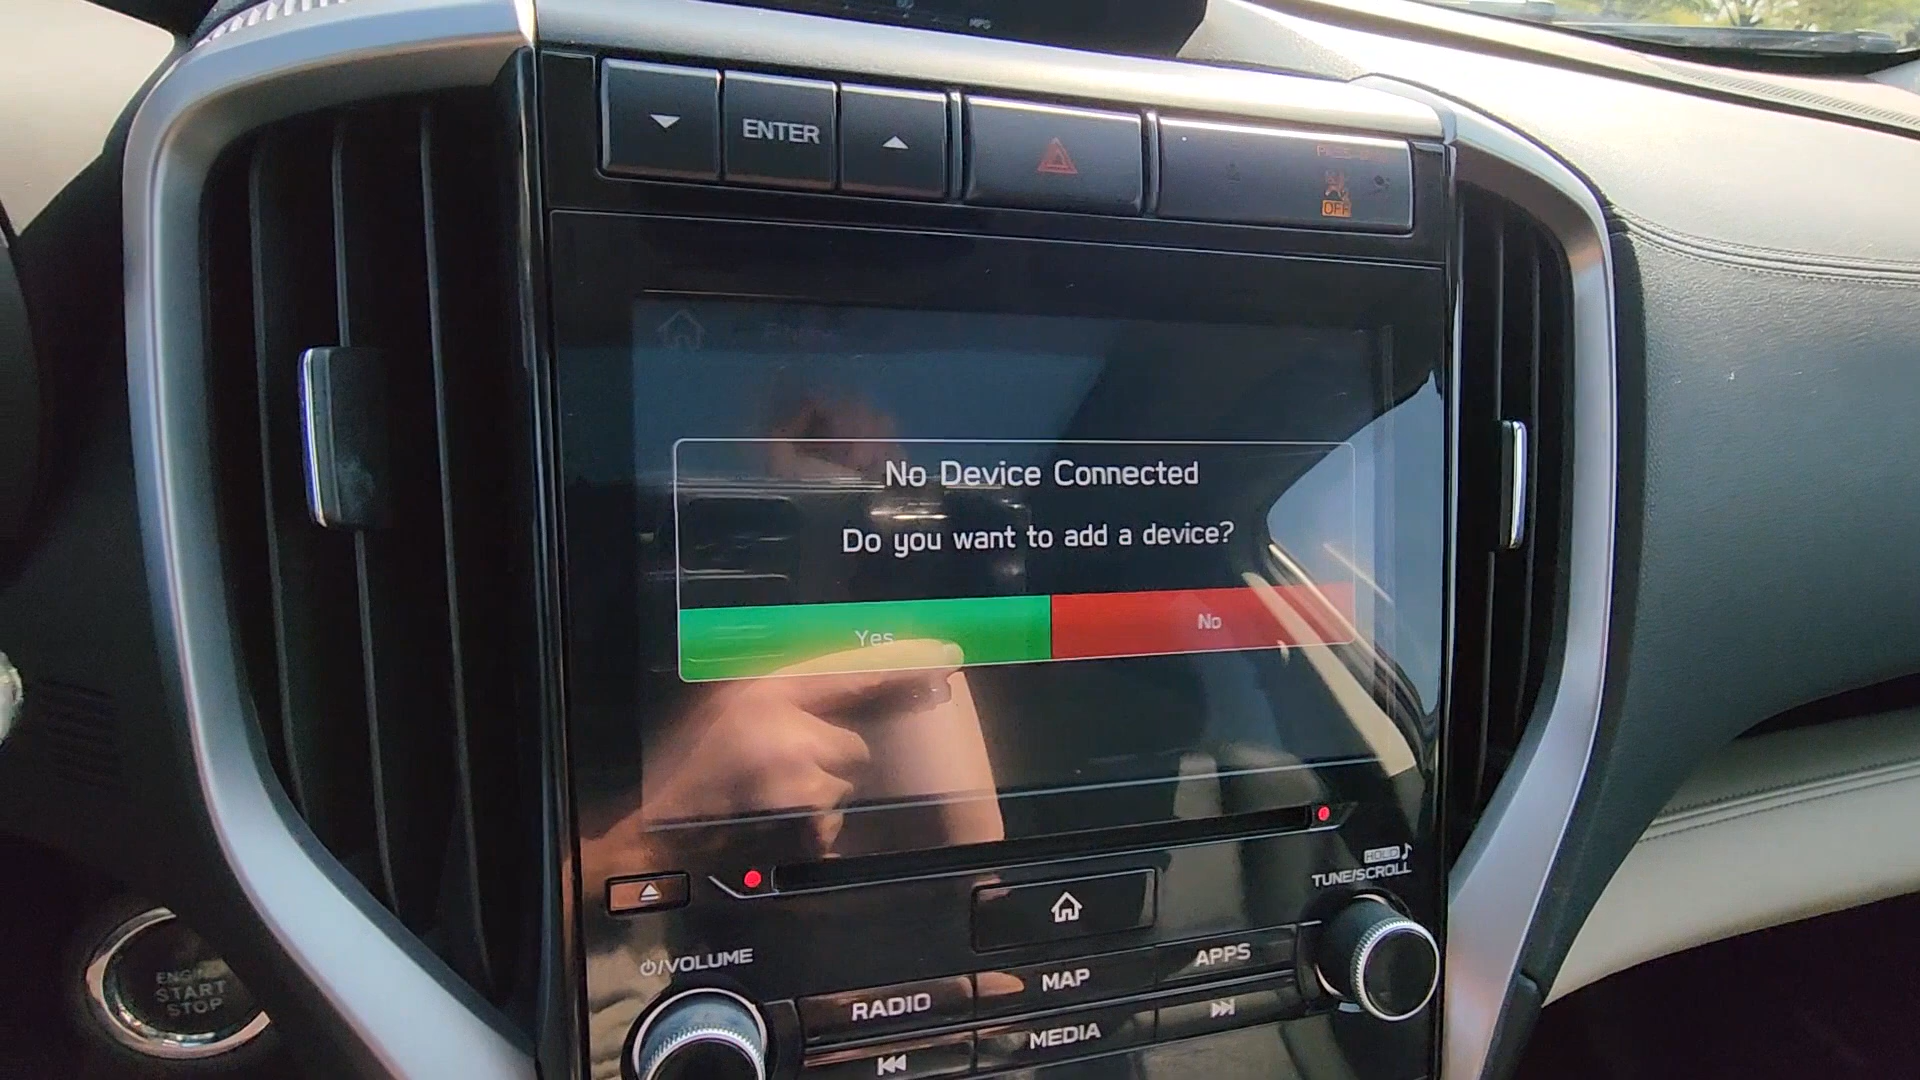 MPG
ENTER
OFF
No Device Connected
Do you want to add a device?
Yes
No
HOLD
TUNE/SCROLL
/VOLUME
RADIO
MAP
APPS
MEDIA
ENGINE
START
STOP